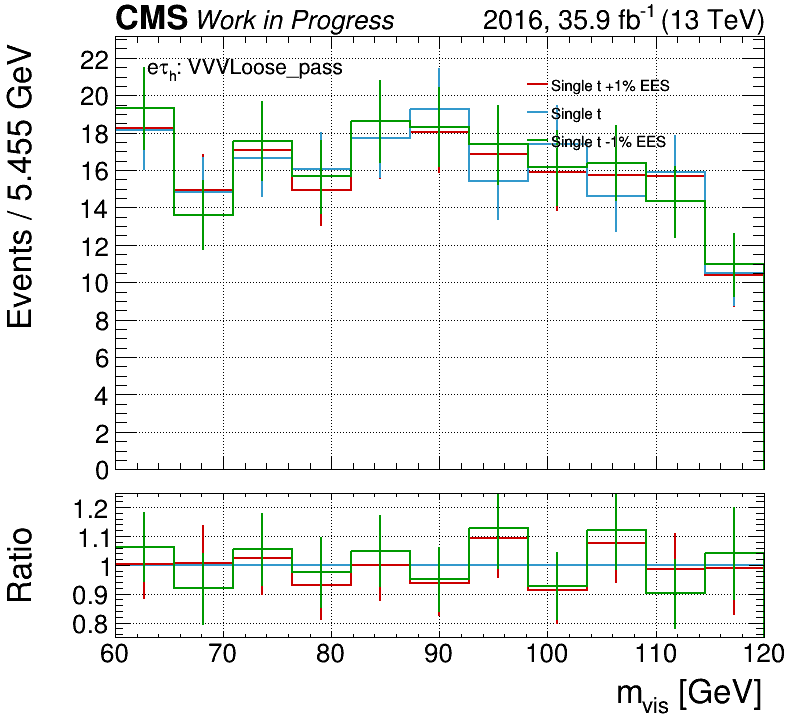 CMS Work in Progress 2016, 35.9 fb-1 (13 TeV)
eτh: VVVLoose_pass
Single t +1% EES
Single t
Single t -1% EES
Events / 5.455 GeV
22
20
18
16
14
12
10
8
6
4
2
0
Ratio
1.2
1.1
1
0.9
0.8
60 70 80 90 100 110 120
mvis [GeV]